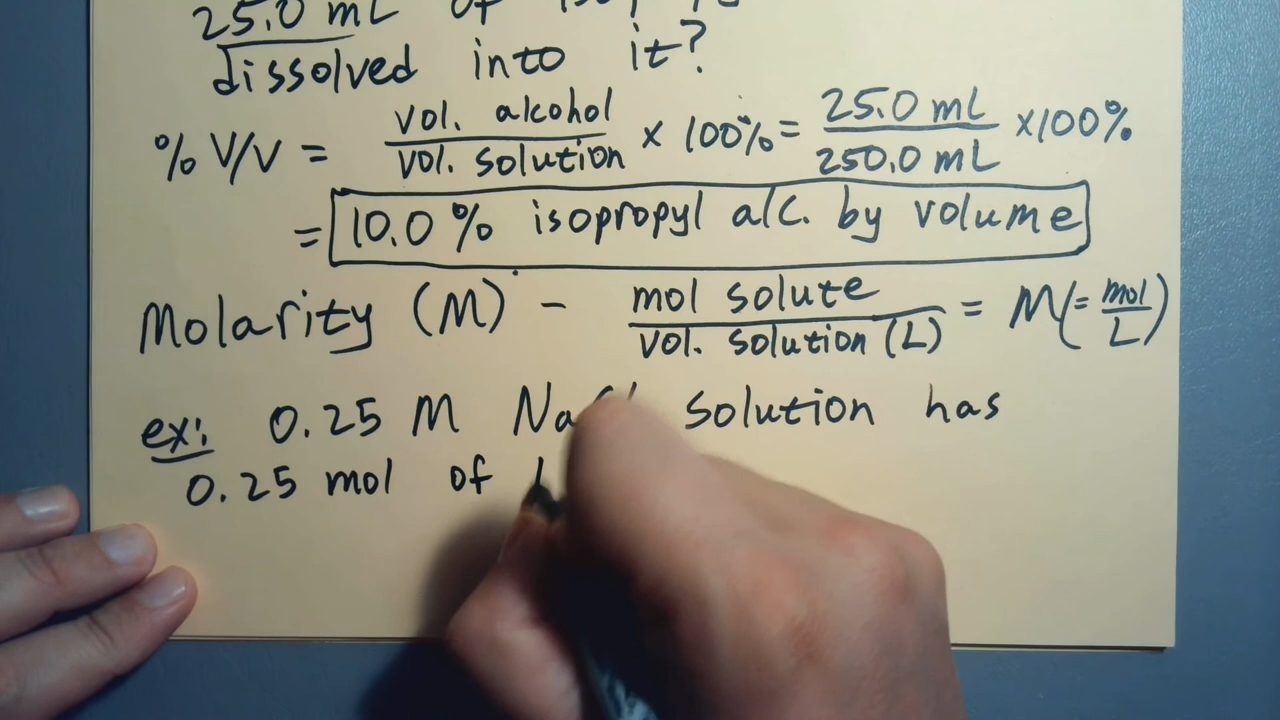 25.0 mL of
dissolved into it?
% V/V = vol. alcohol / vol. solution x 100% = 25.0 mL / 250.0 mL x100%
= 10.0 % isopropyl alc. by volume
Molarity (M) - mol solute / vol. solution (L) = M (= mol / L)
ex: 0.25 M solution has
0.25 mol of